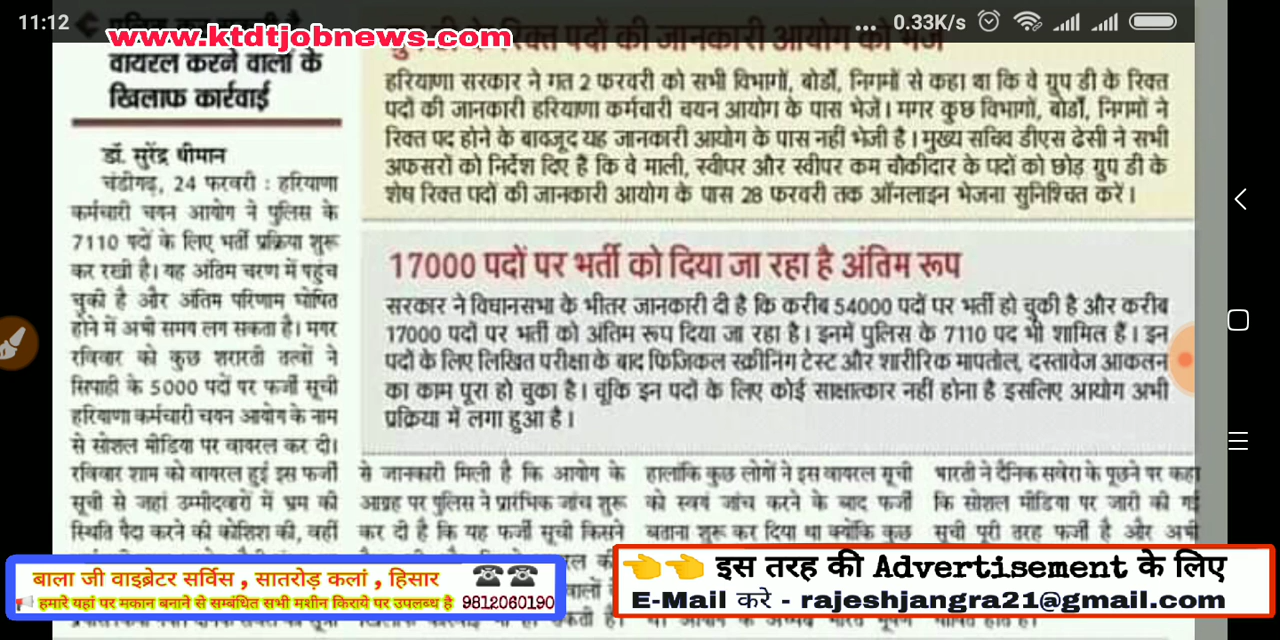 11:12
... 0.33K/s
www.ktdtjobnews.com
वायरल करने वालों के
खिलाफ कार्रवाई
डॉ. सुरेंद्र धीमान
चंडीगढ़, 24 फरवरी : हरियाणा
कर्मचारी चयन आयोग ने पुलिस के
7110 पदों के लिए भर्ती प्रक्रिया शुरू
कर रखी है। यह अंतिम चरण में पहुंच
चुकी है और अंतिम परिणाम घोषित
होने में अभी समय लग सकता है। मगर
रविवार को कुछ शरारती तत्वों ने
सिपाही के 5000 पदों पर फर्जी सूची
हरियाणा कर्मचारी चयन आयोग के नाम
से सोशल मीडिया पर वायरल कर दी।
रविवार शाम को वायरल हुई इस फर्जी
सूची से जहां उम्मीदवारों में भ्रम की
स्थिति पैदा करने की कोशिश की, वहीं
रिक्त पदों की जानकारी आयोग को भेजें
हरियाणा सरकार ने गत 2 फरवरी को सभी विभागों, बोर्डों, निगमों से कहा था कि वे ग्रुप डी के रिक्त
पदों की जानकारी हरियाणा कर्मचारी चयन आयोग के पास भेजें। मगर कुछ विभागों, बोर्डों, निगमों ने
रिक्त पद होने के बावजूद यह जानकारी आयोग के पास नहीं भेजी है। मुख्य सचिव डीएस ढेसी ने सभी
अफसरों को निर्देश दिए हैं कि वे माली, स्वीपर और स्वीपर कम चौकीदार के पदों को छोड़ ग्रुप डी के
शेष रिक्त पदों की जानकारी आयोग के पास 28 फरवरी तक ऑनलाइन भेजना सुनिश्चित करें।
17000 पदों पर भर्ती को दिया जा रहा है अंतिम रूप
सरकार ने विधानसभा के भीतर जानकारी दी है कि करीब 54000 पदों पर भर्ती हो चुकी है और करीब
17000 पदों पर भर्ती को अंतिम रूप दिया जा रहा है। इनमें पुलिस के 7110 पद भी शामिल हैं। इन
पदों के लिए लिखित परीक्षा के बाद फिजिकल स्क्रीनिंग टेस्ट और शारीरिक मापतोल, दस्तावेज आकलन
का काम पूरा हो चुका है। चूंकि इन पदों के लिए कोई साक्षात्कार नहीं होना है इसलिए आयोग अभी
प्रक्रिया में लगा हुआ है।
से जानकारी मिली है कि आयोग के
आग्रह पर पुलिस ने प्रारंभिक जांच शुरू
कर दी है कि यह फर्जी सूची किसने
हालांकि कुछ लोगों ने इस वायरल सूची
को स्वयं जांच करने के बाद फर्जी
बताना शुरू कर दिया था क्योंकि कुछ
भारती ने दैनिक सवेरा के पूछने पर कहा
कि सोशल मीडिया पर जारी की गई
सूची पूरी तरह फर्जी है और अभी
बाला जी वाइब्रेटर सर्विस , सातरोड़ कलां , हिसार
हमारे यहां पर मकान बनाने से सम्बंधित सभी मशीन किराये पर उपलब्ध है 9812060190
इस तरह की Advertisement के लिए
E-Mail करे - rajeshjangra21@gmail.com